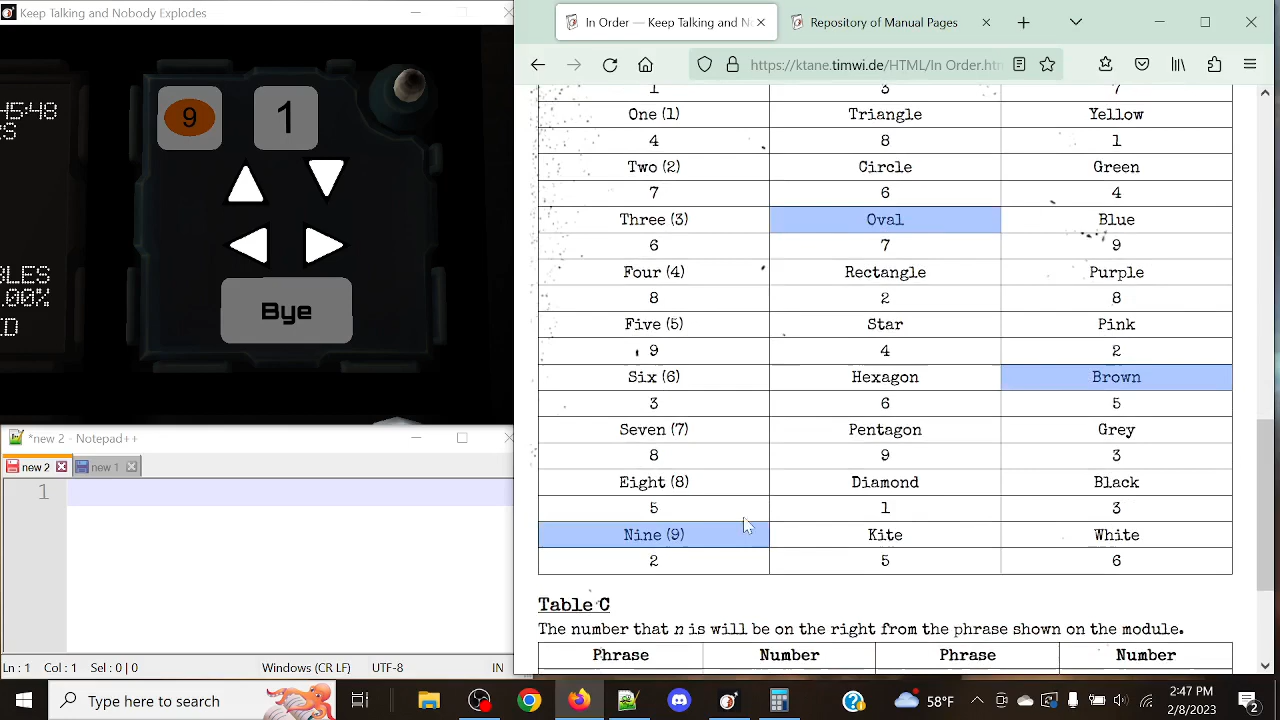 Keep Talking and Nobody Explodes
45:48
S
BLES
.00%
D
9
1
Bye
*new 2 - Notepad++
new 2
new 1
1
Ln : 1 Col : 1 Sel : 0 | 0 Windows (CR LF) UTF-8 IN
In Order — Keep Talking and No
Repository of Manual Pages
https://ktane.timwi.de/HTML/In Order.htm
1 3 7
One (1) Triangle Yellow
4 8 1
Two (2) Circle Green
7 6 4
Three (3) Oval Blue
6 7 9
Four (4) Rectangle Purple
8 2 8
Five (5) Star Pink
9 4 2
Six (6) Hexagon Brown
3 6 5
Seven (7) Pentagon Grey
8 9 3
Eight (8) Diamond Black
5 1 3
Nine (9) Kite White
2 5 6
Table C
The number that n is will be on the right from the phrase shown on the module.
Phrase Number Phrase Number
Type here to search
58°F
2:47 PM
2/8/2023
2